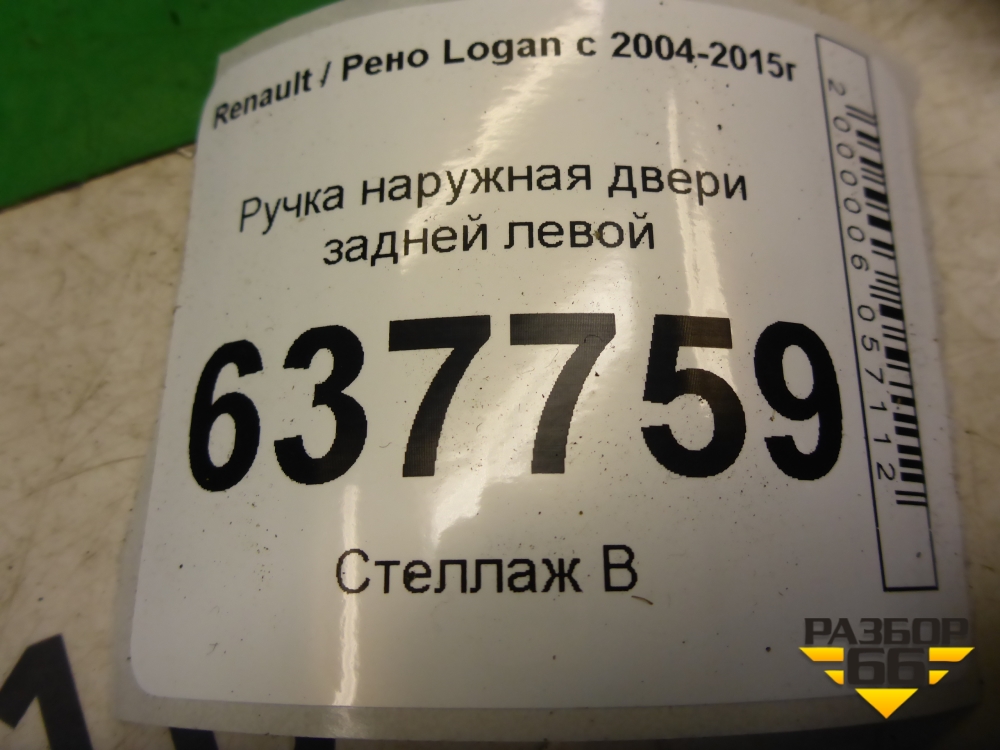 Renault / Рено Logan с 2004-2015г
Ручка наружная двери
задней левой
637759
Стеллаж В
2000006057112
РАЗБОР
66